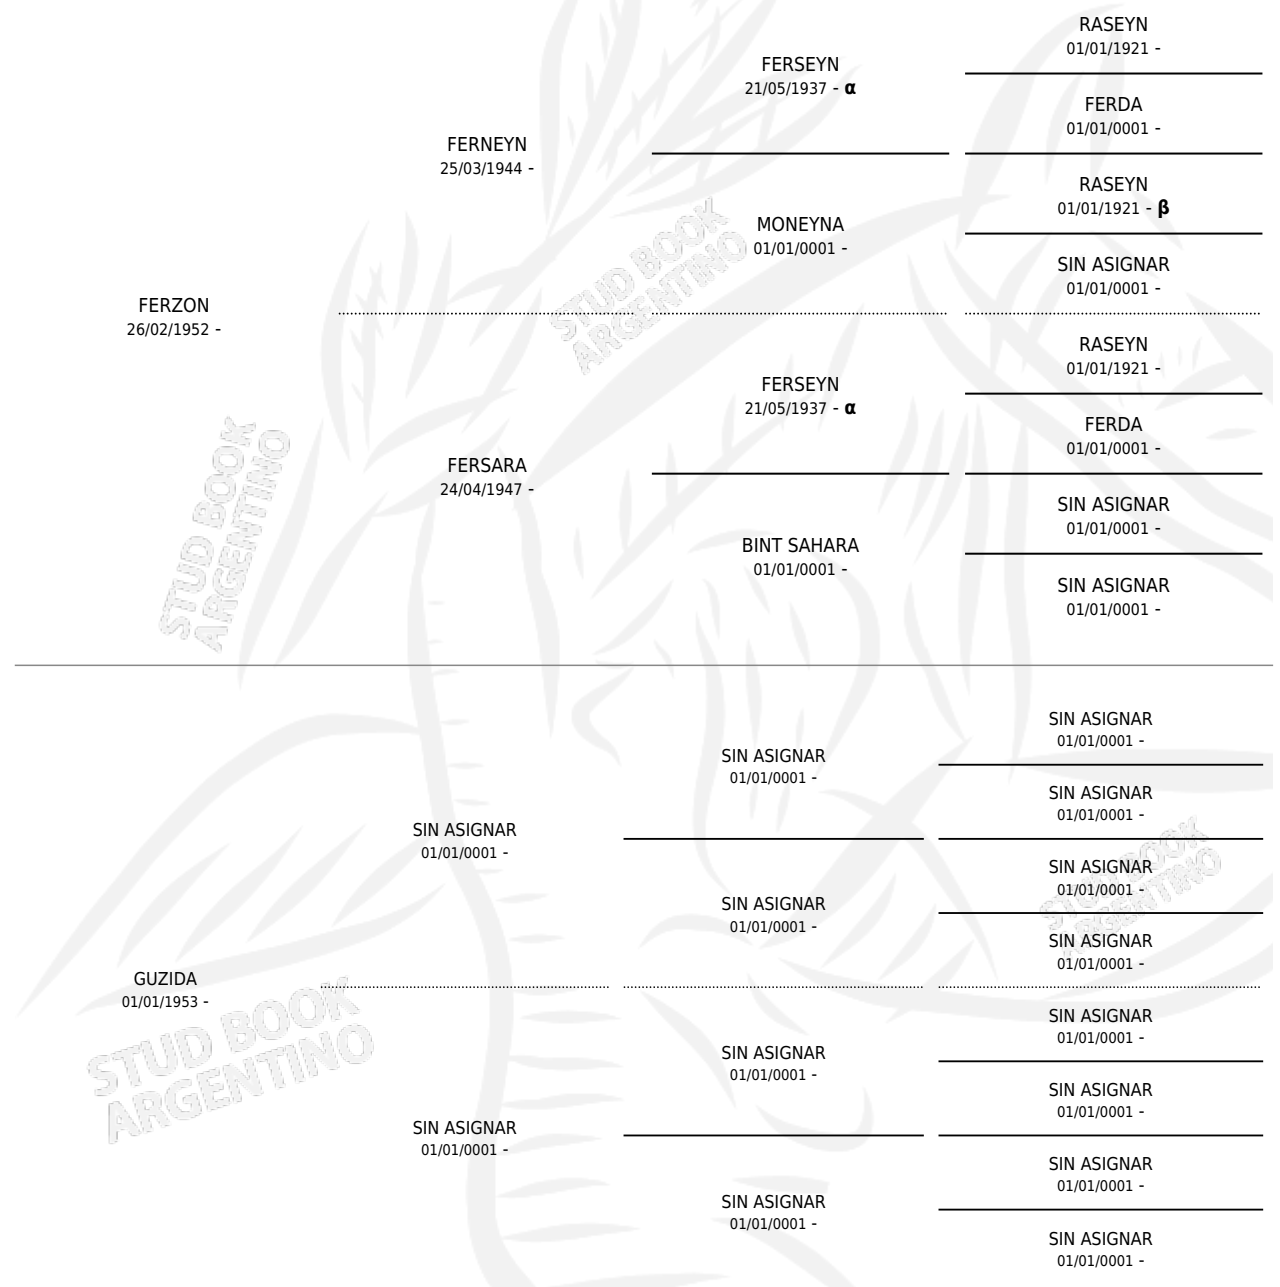 RASEYN
01/01/1921 -
FERSEYN
21/05/1937 - α
FERDA
01/01/0001 -
FERNEYN
25/03/1944 -
RASEYN
01/01/1921 - β
MONEYNA
01/01/0001 -
SIN ASIGNAR
01/01/0001 -
FERZON
26/02/1952 -
RASEYN
01/01/1921 -
FERSEYN
21/05/1937 - α
FERDA
01/01/0001 -
FERSARA
24/04/1947 -
SIN ASIGNAR
01/01/0001 -
BINT SAHARA
01/01/0001 -
SIN ASIGNAR
01/01/0001 -
STUD BOOK
ARGENTINO
STUD BOOK
ARGENTINO
SIN ASIGNAR
01/01/0001 -
SIN ASIGNAR
01/01/0001 -
SIN ASIGNAR
01/01/0001 -
SIN ASIGNAR
01/01/0001 -
SIN ASIGNAR
01/01/0001 -
SIN ASIGNAR
01/01/0001 -
SIN ASIGNAR
01/01/0001 -
GUZIDA
01/01/1953 -
SIN ASIGNAR
01/01/0001 -
SIN ASIGNAR
01/01/0001 -
SIN ASIGNAR
01/01/0001 -
SIN ASIGNAR
01/01/0001 -
SIN ASIGNAR
01/01/0001 -
SIN ASIGNAR
01/01/0001 -
SIN ASIGNAR
01/01/0001 -
STUD BOOK
ARGENTINO
STUD BOOK
ARGENTINO